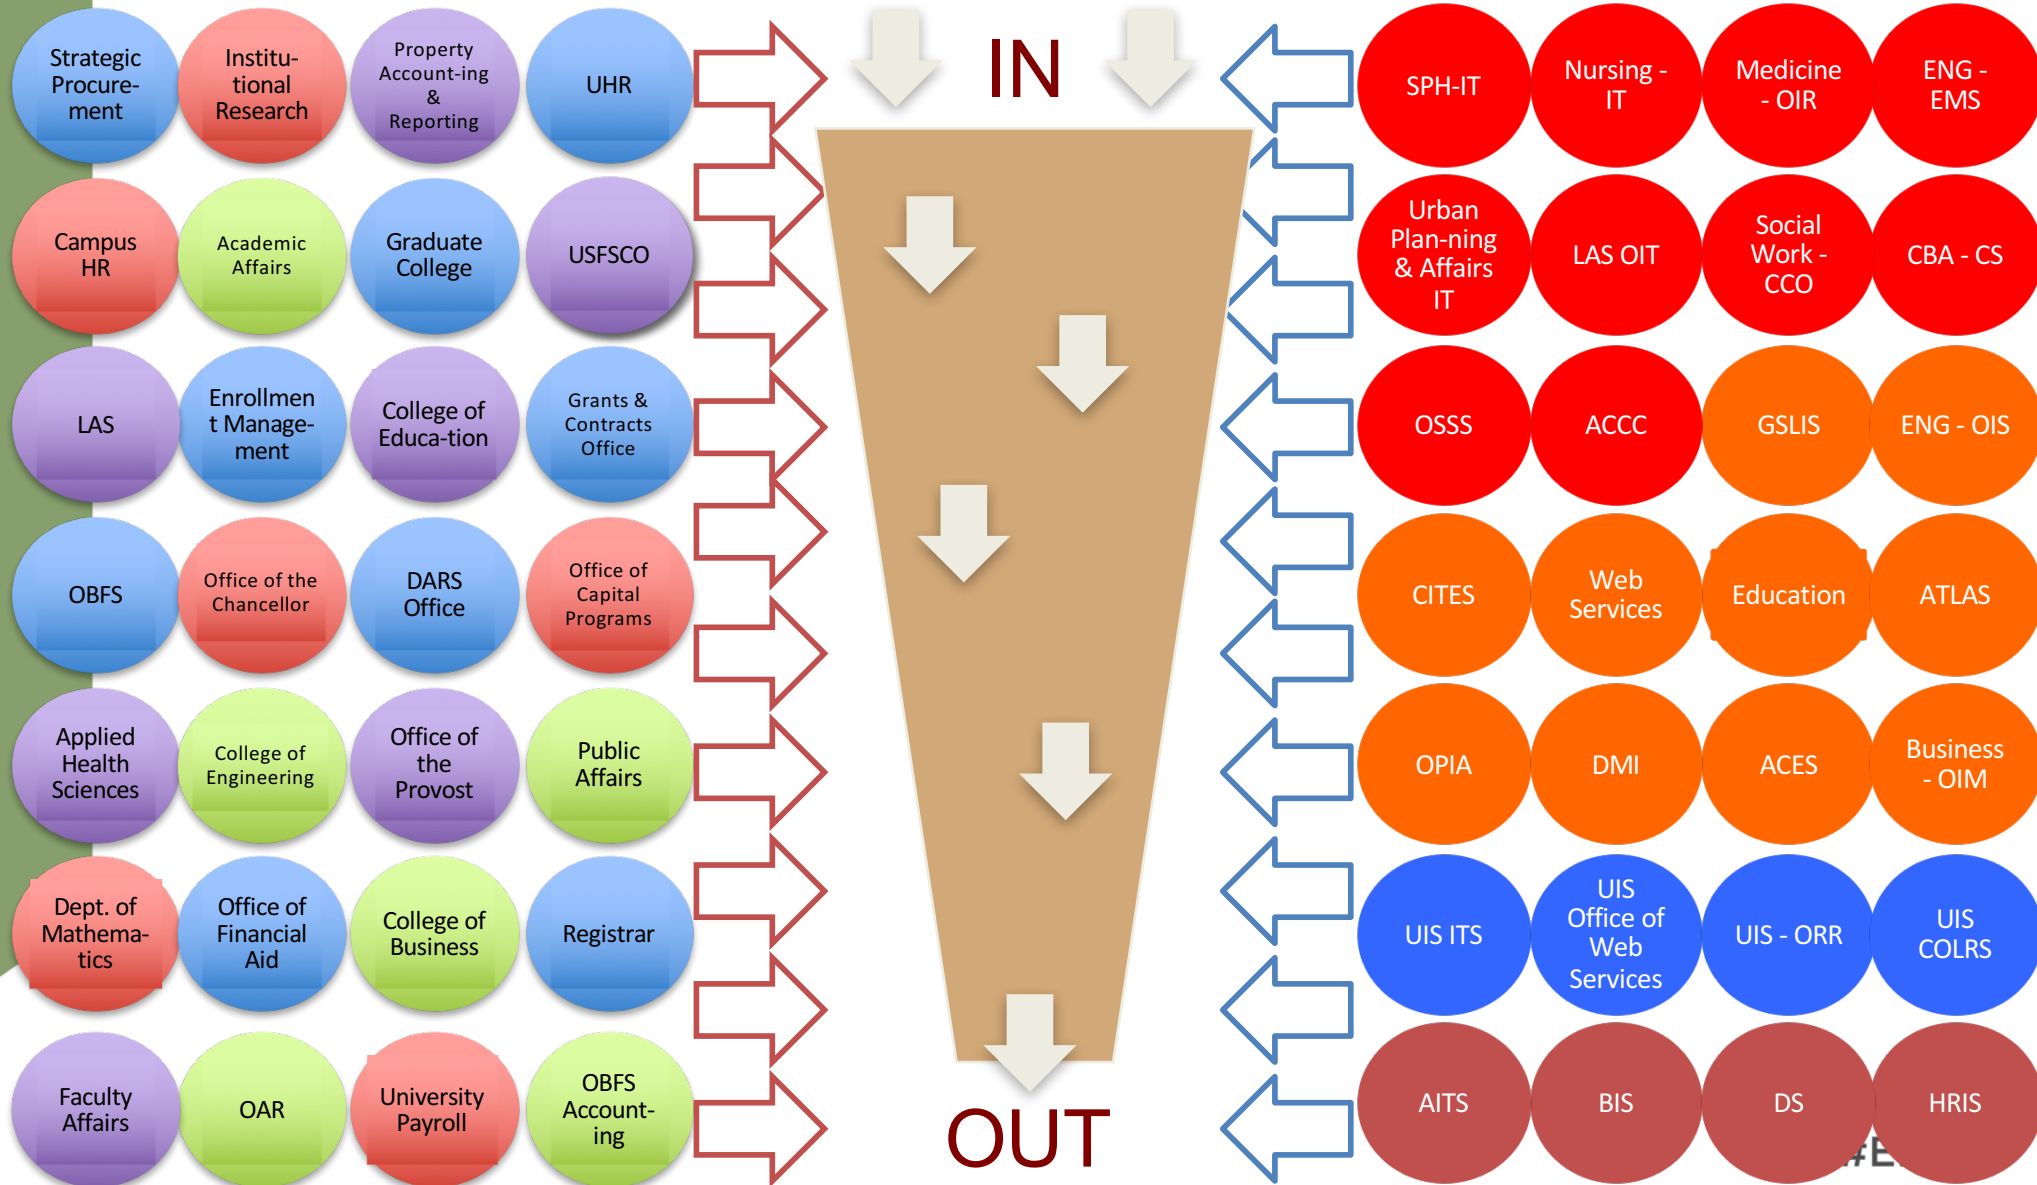 Strategic
Procure-
ment
Institu-
tional
Research
Property
Account-ing
&
Reporting
UHR
IN
SPH-IT
Nursing -
IT
Medicine
- OIR
ENG -
EMS
Campus
HR
Academic
Affairs
Graduate
College
USFSCO
Urban
Plan-ning
& Affairs
IT
LAS OIT
Social
Work -
CCO
CBA - CS
LAS
Enrollmen
t Manage-
ment
College of
Educa-tion
Grants &
Contracts
Office
OSSS
ACCC
GSLIS
ENG - OIS
OBFS
Office of the
Chancellor
DARS
Office
Office of
Capital
Programs
CITES
Web
Services
Education
ATLAS
Applied
Health
Sciences
College of
Engineering
Office of
the
Provost
Public
Affairs
OPIA
DMI
ACES
Business
- OIM
Dept. of
Mathema-
tics
Office of
Financial
Aid
College of
Business
Registrar
UIS ITS
UIS
Office of
Web
Services
UIS - ORR
UIS
COLRS
Faculty
Affairs
OAR
University
Payroll
OBFS
Account-
ing
OUT
AITS
BIS
DS
HRIS